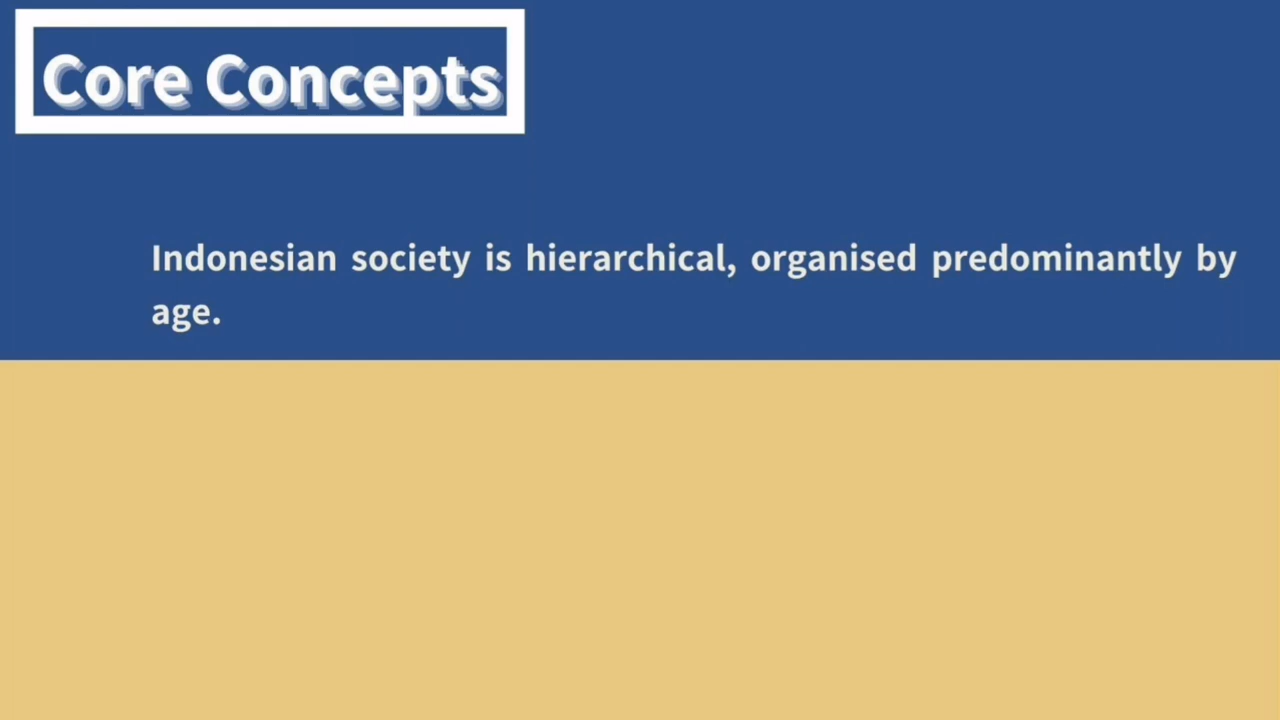 Core Concepts
Indonesian society is hierarchical, organised predominantly by
age.